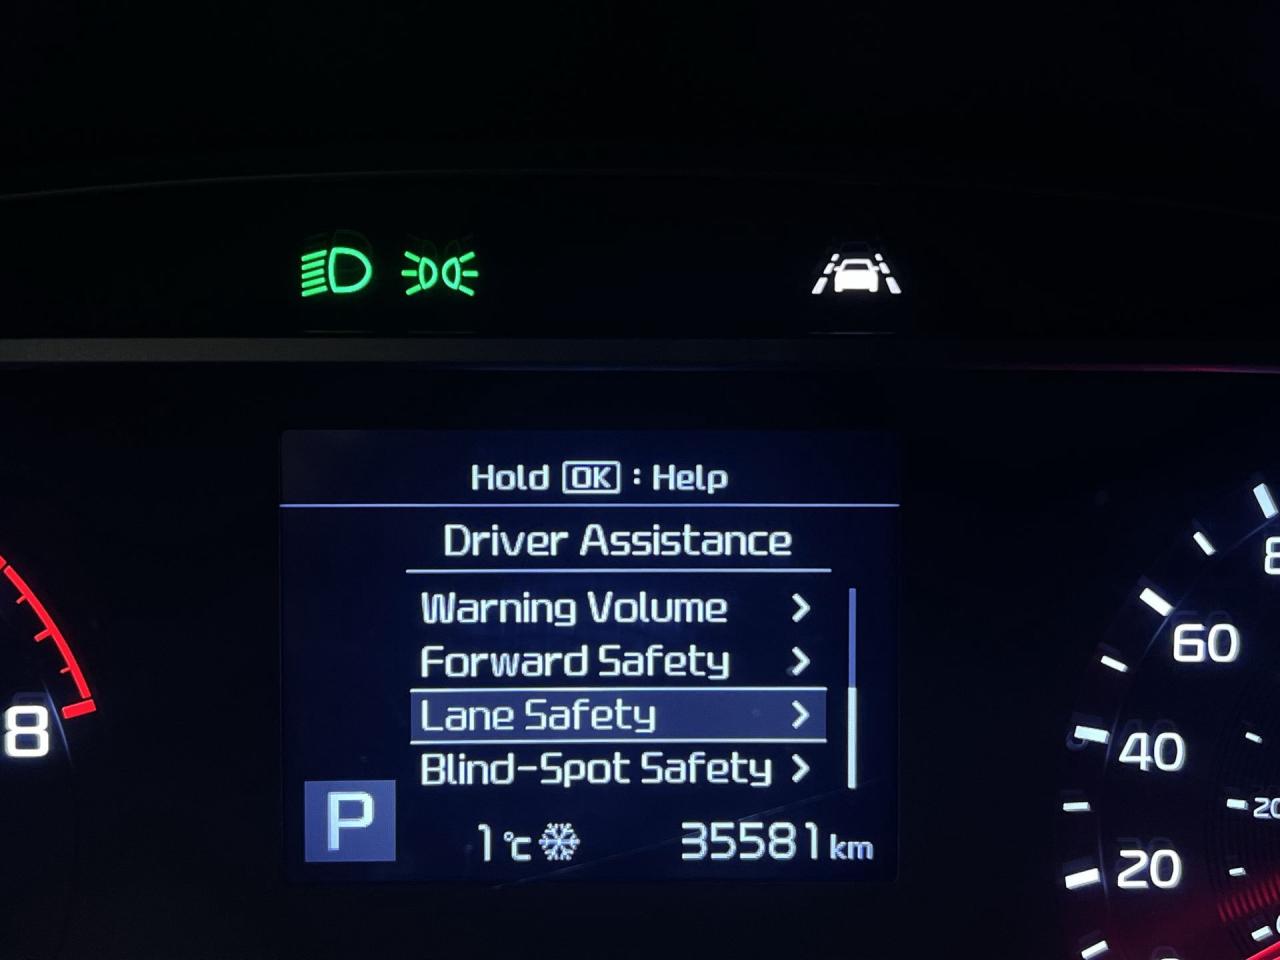 Hold OK : Help
Driver Assistance
Warning Volume >
Forward Safety >
Lane Safety >
Blind-Spot Safety >
P
1°C
35581 km
8
60
40
20
20